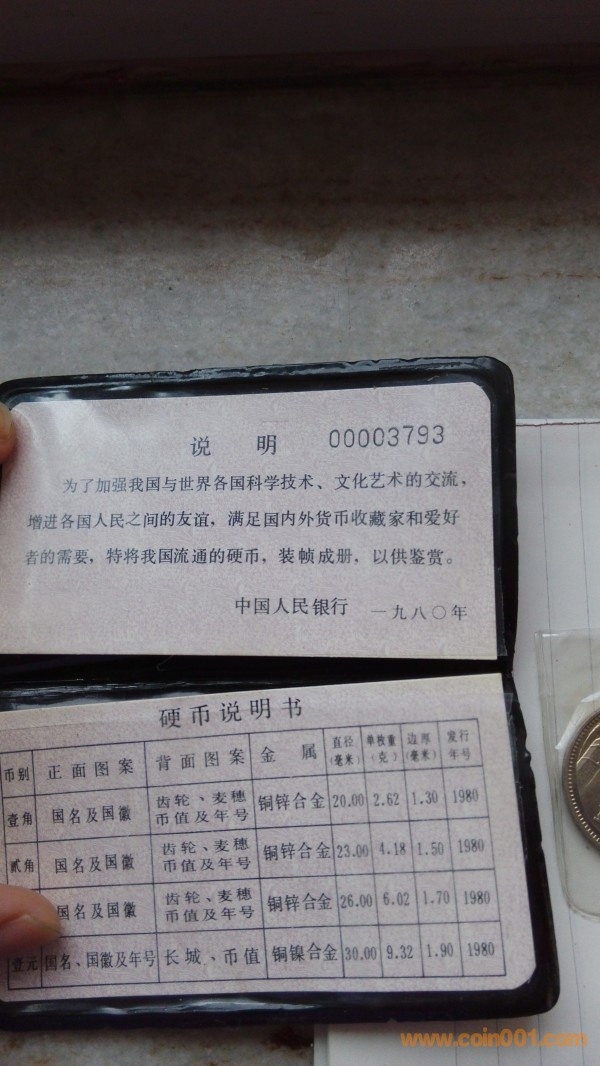 说 明 00003793
为了加强我国与世界各国科学技术、文化艺术的交流，
增进各国人民之间的友谊，满足国内外货币收藏家和爱好
者的需要，特将我国流通的硬币，装帧成册，以供鉴赏。
中国人民银行 一九八〇年
硬币说明书
币别 正面图案 背面图案 金 属 直径(毫米) 单枚重(克) 边厚(毫米) 发行年号
壹角 国名及国徽 齿轮、麦穗币值及年号 铜锌合金 20.00 2.62 1.30 1980
贰角 国名及国徽 齿轮、麦穗币值及年号 铜锌合金 23.00 4.18 1.50 1980
国名及国徽 齿轮、麦穗币值及年号 铜锌合金 26.00 6.02 1.70 1980
壹元 国名、国徽及年号 长城、币值 铜镍合金 30.00 9.32 1.90 1980
www.coin001.com